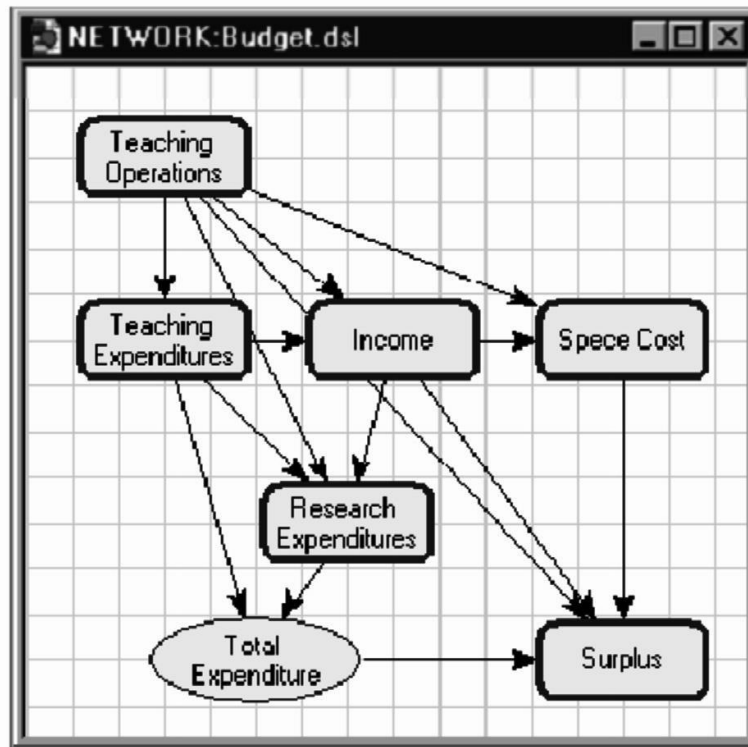 NETWORK:Budget.dsl
Teaching
Operations
Teaching
Expenditures
Income
Spece Cost
Research
Expenditures
Total
Expenditure
Surplus